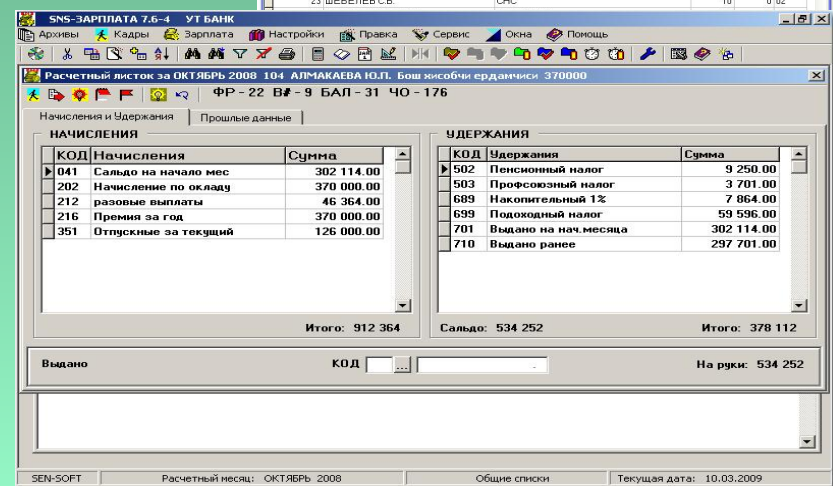 23 ШЕВЕЛЕВ С.В. СНС 10 0 02
SNS-ЗАРПЛАТА 7.6-4 УТ БАНК
Архивы Кадры Зарплата Настройки Правка Сервис Окна Помощь
Расчетный листок за ОКТЯБРЬ 2008 104 АЛМАКАЕВА Ю.П. Бош хисобчи ердамчиси 370000
ФР - 22 В# - 9 БАЛ - 31 ЧО - 176
Начисления и Удержания Прошлые данные
НАЧИСЛЕНИЯ
КОД Начисления Сумма
041 Сальдо на начало мес 302 114.00
202 Начисление по окладу 370 000.00
212 разовые выплаты 46 364.00
216 Премия за год 370 000.00
351 Отпускные за текущий 126 000.00
Итого: 912 364
УДЕРЖАНИЯ
КОД Удержания Сумма
502 Пенсионный налог 9 250.00
503 Профсоюзный налог 3 701.00
689 Накопительный 1% 7 864.00
699 Подоходный налог 59 596.00
701 Выдано на нач.месяца 302 114.00
710 Выдано ранее 297 701.00
Сальдо: 534 252 Итого: 378 112
Выдано КОД ... На руки: 534 252
SEN-SOFT Расчетный месяц: ОКТЯБРЬ 2008 Общие списки Текущая дата: 10.03.2009